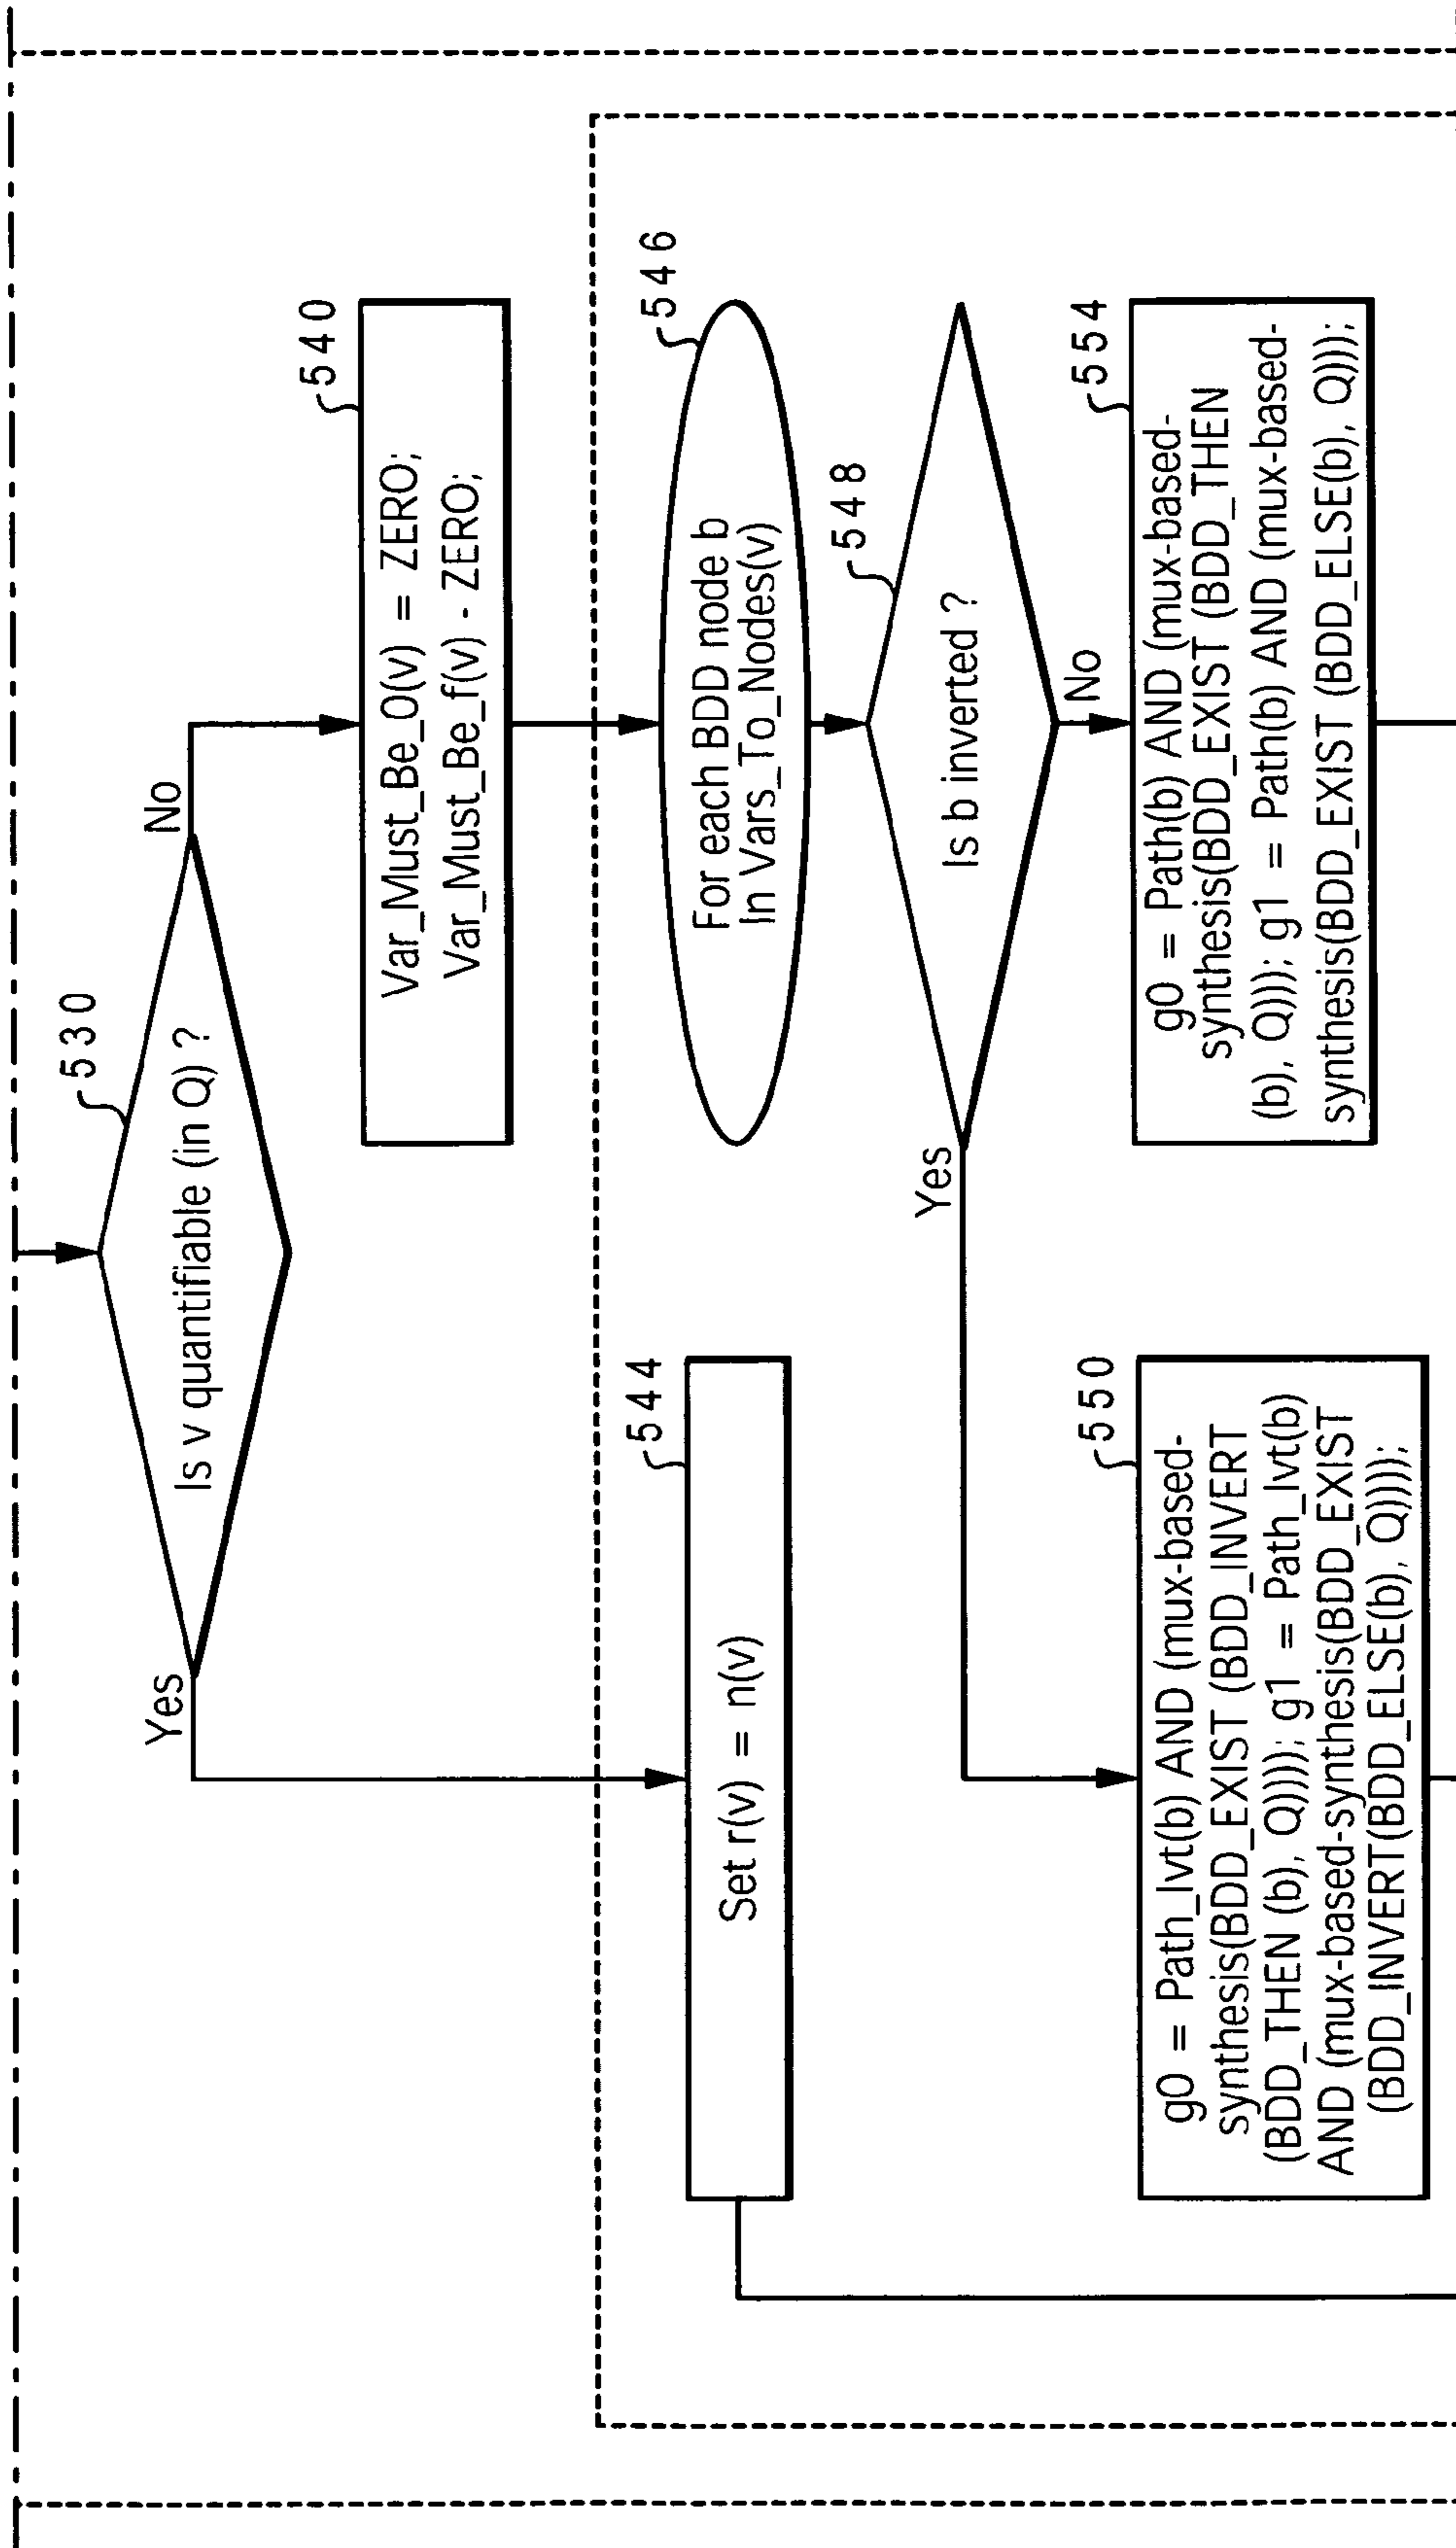 530
Is v quantifiable (in Q) ?
Yes
No
540
Var_Must_Be_0(v) = ZERO;
Var_Must_Be_f(v) - ZERO;
544
Set r(v) = n(v)
546
For each BDD node b
In Vars_To_Nodes(v)
548
Is b inverted ?
Yes
No
550
g0 = Path_Ivt(b) AND (mux-based-
synthesis(BDD_EXIST (BDD_INVERT
(BDD_THEN (b), Q)))); g1 = Path_Ivt(b)
AND (mux-based-synthesis(BDD_EXIST
(BDD_INVERT(BDD_ELSE(b), Q))));
554
g0 = Path(b) AND (mux-based-
synthesis(BDD_EXIST (BDD_THEN
(b), Q))); g1 = Path(b) AND (mux-based-
synthesis(BDD_EXIST (BDD_ELSE(b), Q)));